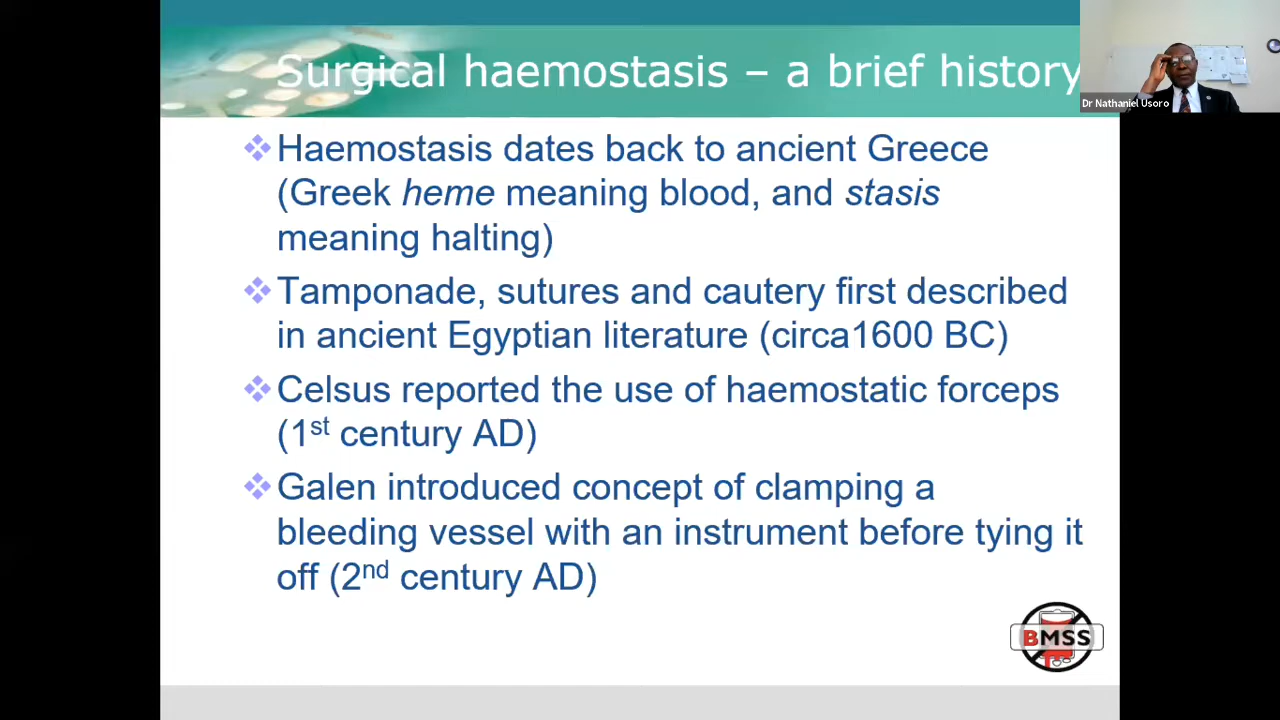 Surgical haemostasis – a brief history
Dr Nathaniel Usoro
❖Haemostasis dates back to ancient Greece
(Greek heme meaning blood, and stasis
meaning halting)
❖Tamponade, sutures and cautery first described
in ancient Egyptian literature (circa1600 BC)
❖Celsus reported the use of haemostatic forceps
(1st century AD)
❖Galen introduced concept of clamping a
bleeding vessel with an instrument before tying it
off (2nd century AD)
BMSS